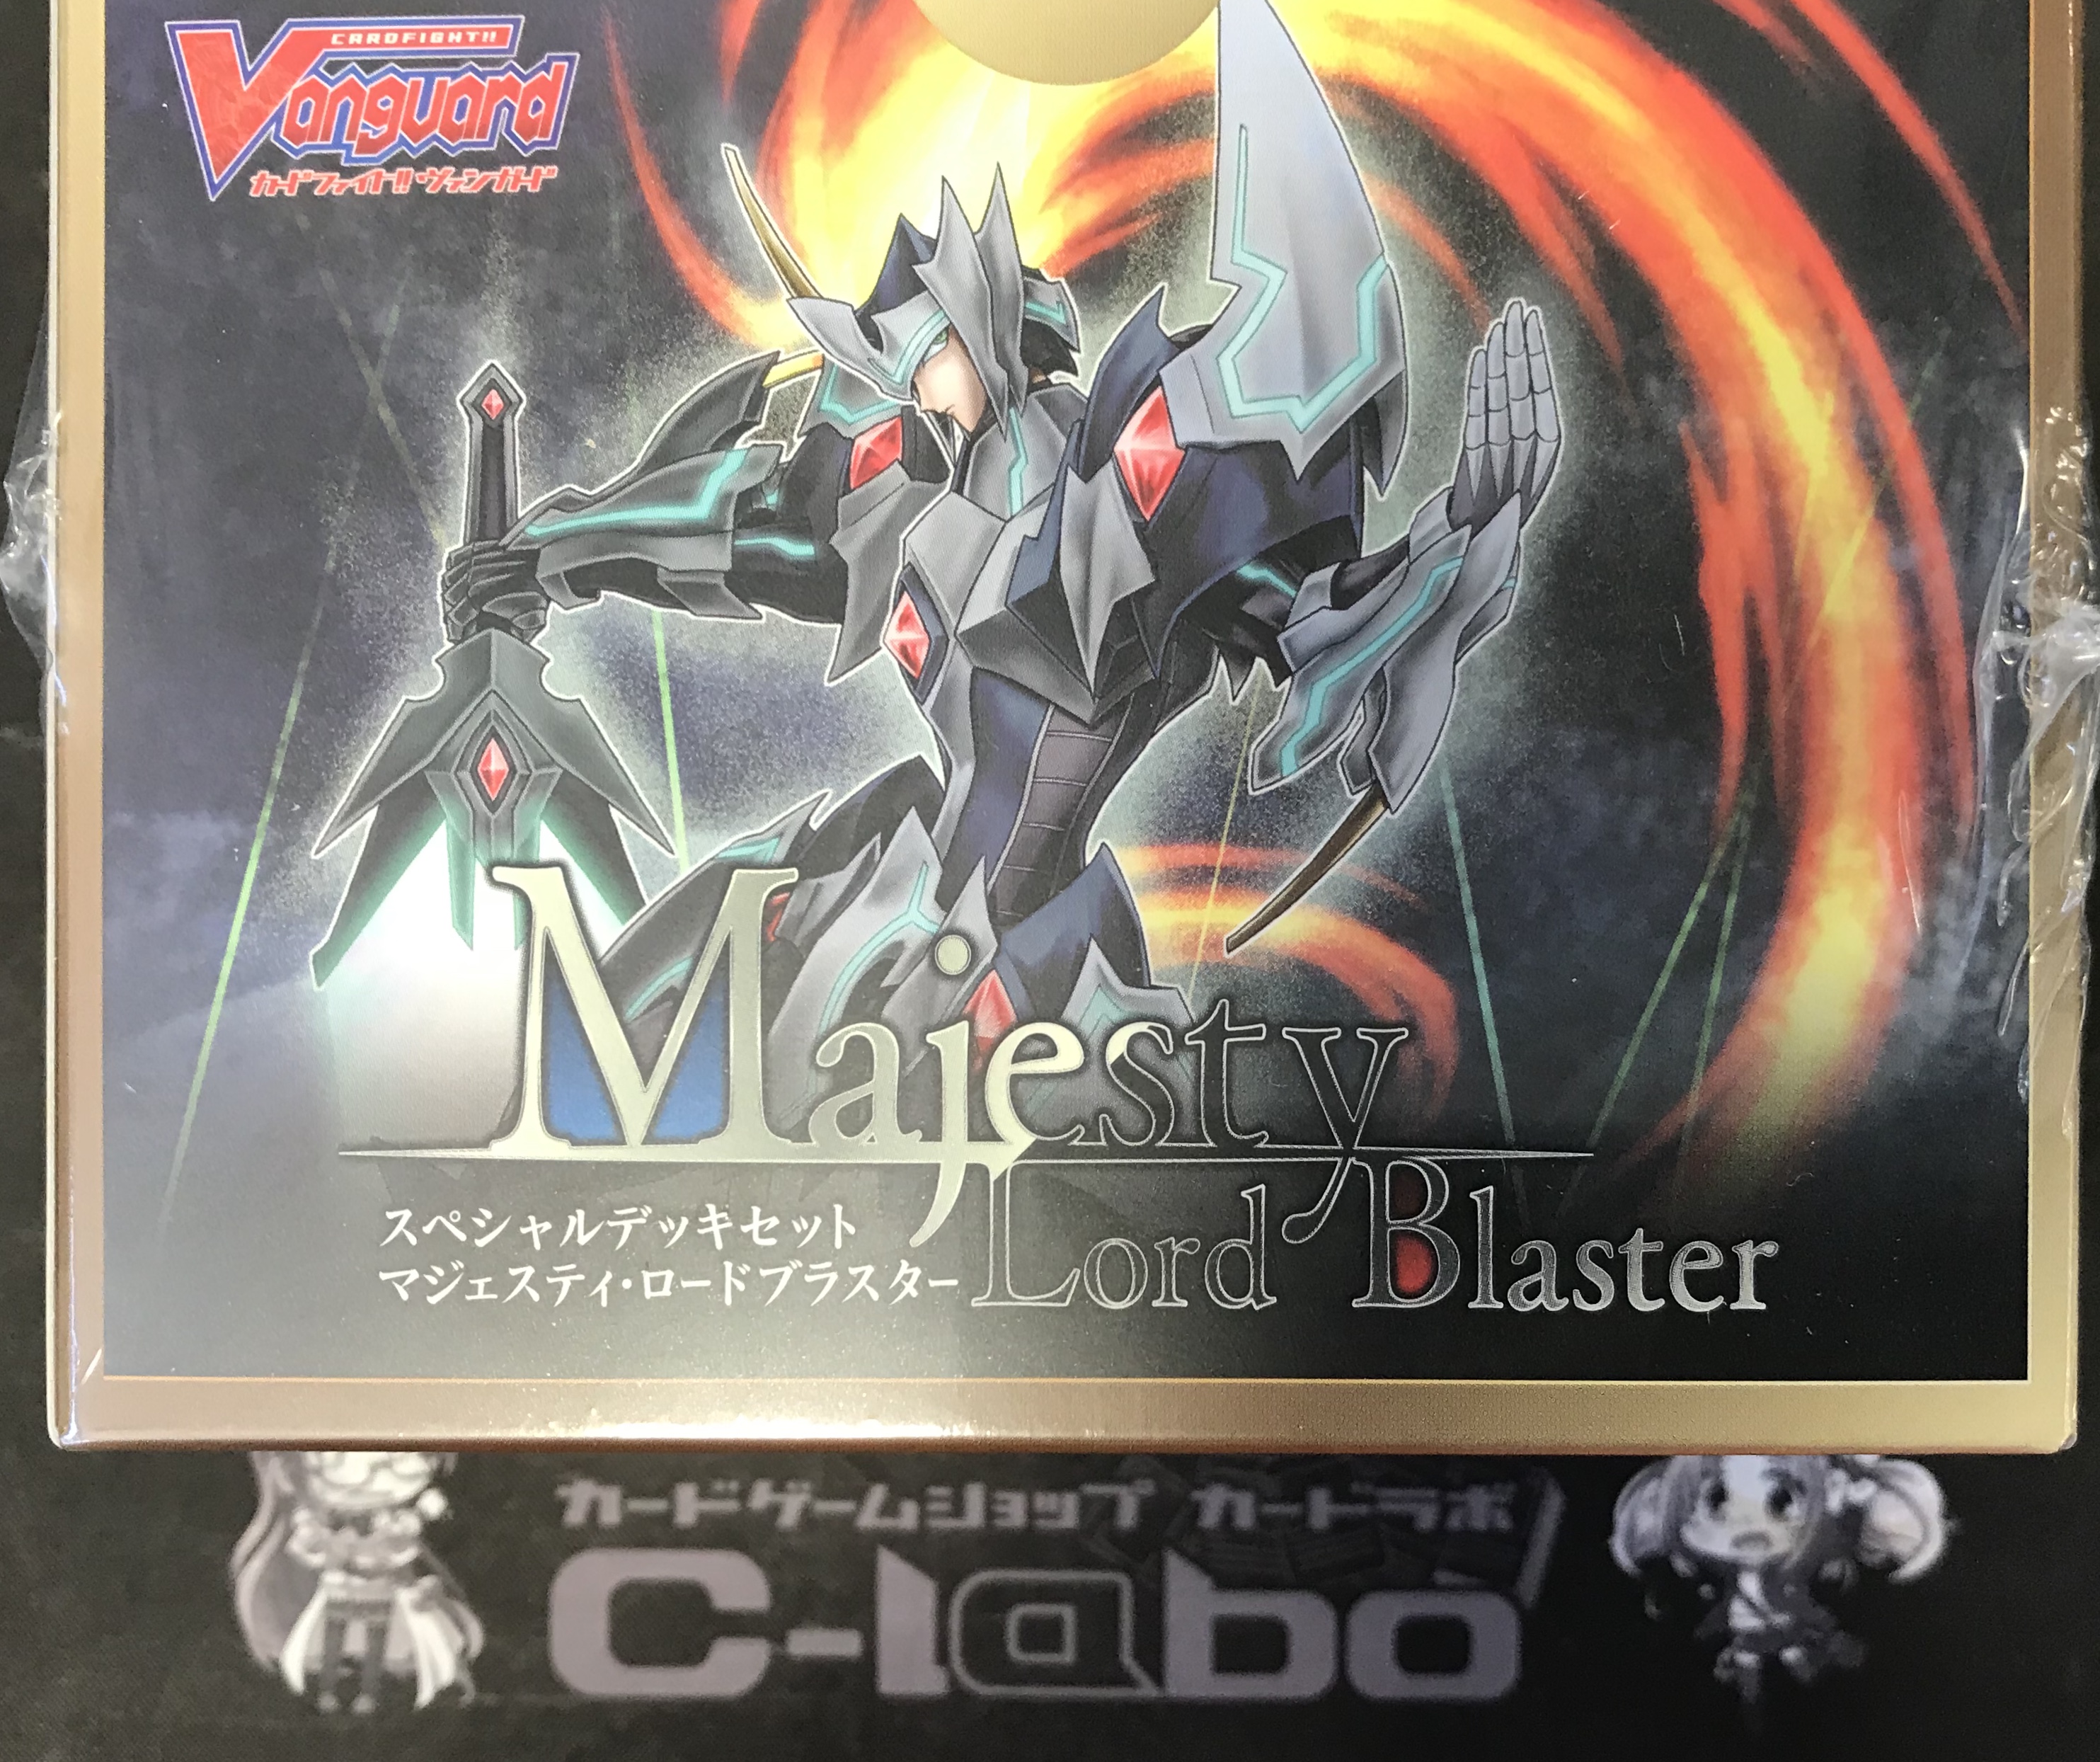 CARDFIGHT!!
Vanguard
カードファイト!!・ヴァンガード
Majesty
Lord Blaster
スペシャルデッキセット
マジェスティ・ロードブラスター
カードゲームショップ カードラボ
C-labo